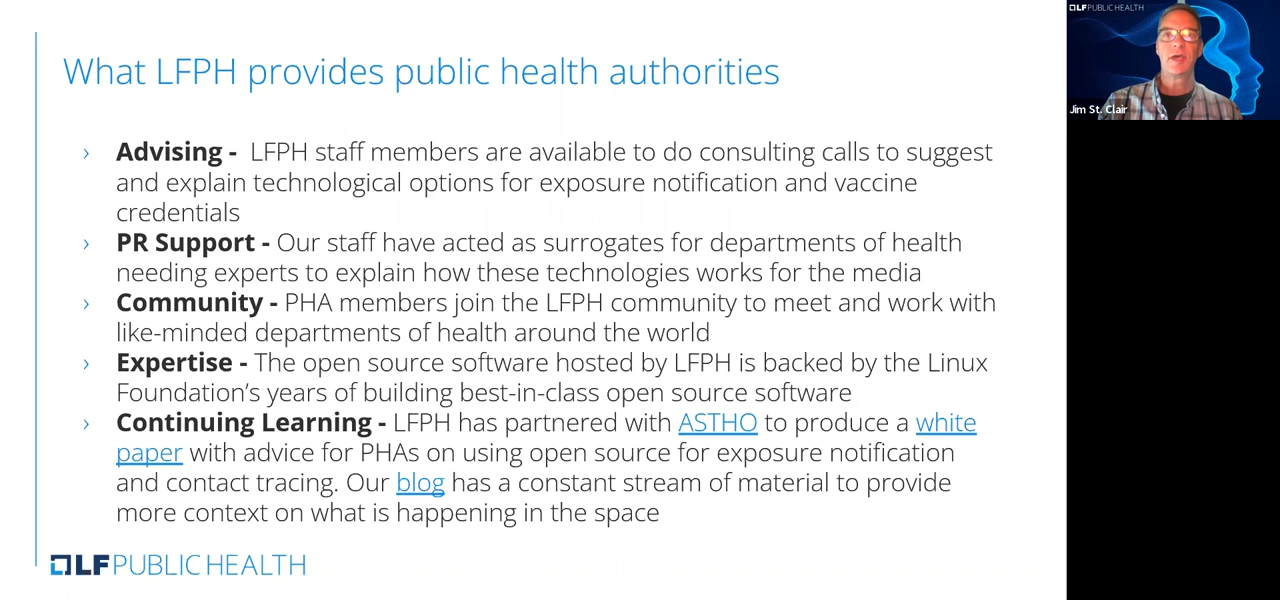 What LFPH provides public health authorities
› Advising - LFPH staff members are available to do consulting calls to suggest
and explain technological options for exposure notification and vaccine
credentials
› PR Support - Our staff have acted as surrogates for departments of health
needing experts to explain how these technologies works for the media
› Community - PHA members join the LFPH community to meet and work with
like-minded departments of health around the world
› Expertise - The open source software hosted by LFPH is backed by the Linux
Foundation’s years of building best-in-class open source software
› Continuing Learning - LFPH has partnered with ASTHO to produce a white
paper with advice for PHAs on using open source for exposure notification
and contact tracing. Our blog has a constant stream of material to provide
more context on what is happening in the space
LF PUBLIC HEALTH
LF PUBLIC HEALTH
Jim St. Clair